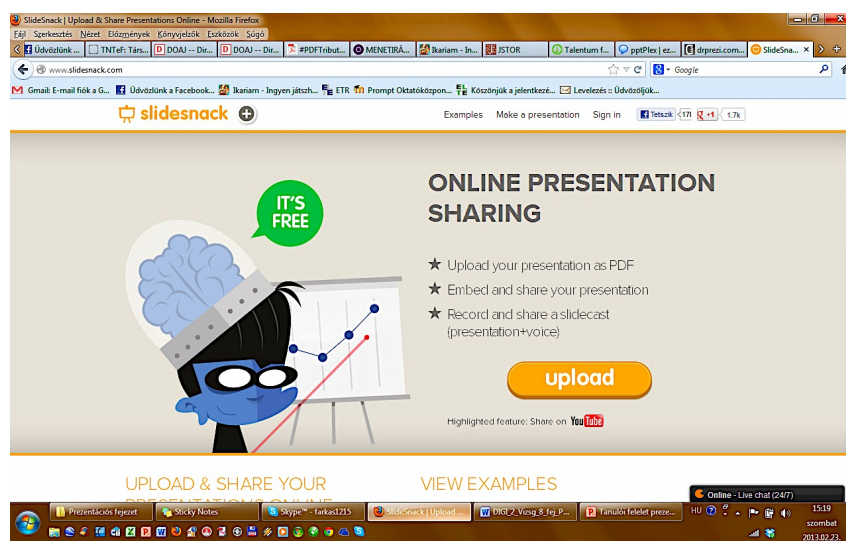 SlideSnack | Upload & Share Presentations Online - Mozilla Firefox
Fájl Szerkesztés Nézet Előzmények Könyvjelzők Eszközök Súgó
Üdvözlünk ... TNTeF: Társ... DOAJ -- Dir... DOAJ -- Dir... #PDFTribut... MENETIRÁ... Ikariam - In... JSTOR Talentum f... pptPlex | ez... drprezi.com... SlideSna...
www.slidesnack.com Google
Gmail: E-mail fiók a G... Üdvözlünk a Facebook... Ikariam - Ingyen játszh... ETR Prompt Oktatóközpon... Köszönjük a jelentkezé... Levelezés :: Üdvözöljük...
slidesnack Examples Make a presentation Sign in Tetszik 171 +1 1.7k
IT'S
FREE
ONLINE PRESENTATION
SHARING
Upload your presentation as PDF
Embed and share your presentation
Record and share a slidecast
(presentation+voice)
upload
Highlighted feature: Share on YouTube
UPLOAD & SHARE YOUR
PRESENTATIONS ONLINE
VIEW EXAMPLES
Online - Live chat (24/7)
Prezentációs fejezet Sticky Notes Skype™ - farkas1215 SlideSnack | Upload ... DIGI_2_Vizsg_8_fej_P... Tanulói felelet preze... HU 15:19
szombat
2013.02.23.